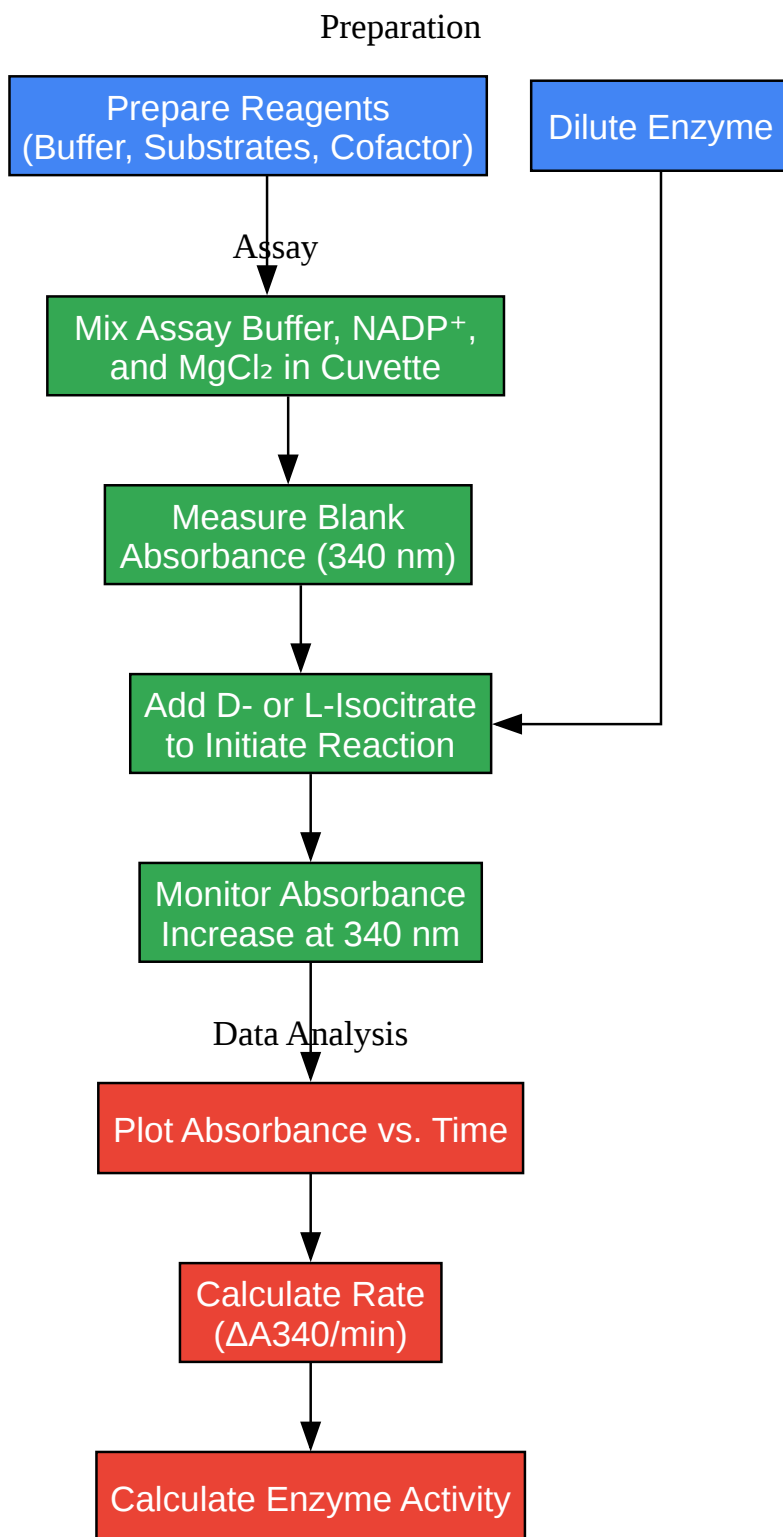 Preparation
Prepare Reagents
(Buffer, Substrates, Cofactor)
Dilute Enzyme
Assay
Mix Assay Buffer, NADP⁺,
and MgCl₂ in Cuvette
Measure Blank
Absorbance (340 nm)
Add D- or L-Isocitrate
to Initiate Reaction
Monitor Absorbance
Increase at 340 nm
Data Analysis
Plot Absorbance vs. Time
Calculate Rate
(ΔA340/min)
Calculate Enzyme Activity